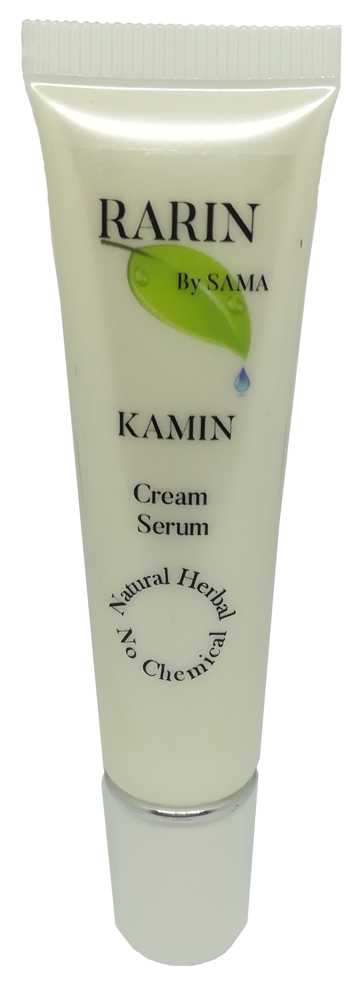 RARIN
By SAMA
KAMIN
Cream
Serum
Natural Herbal
No Chemical